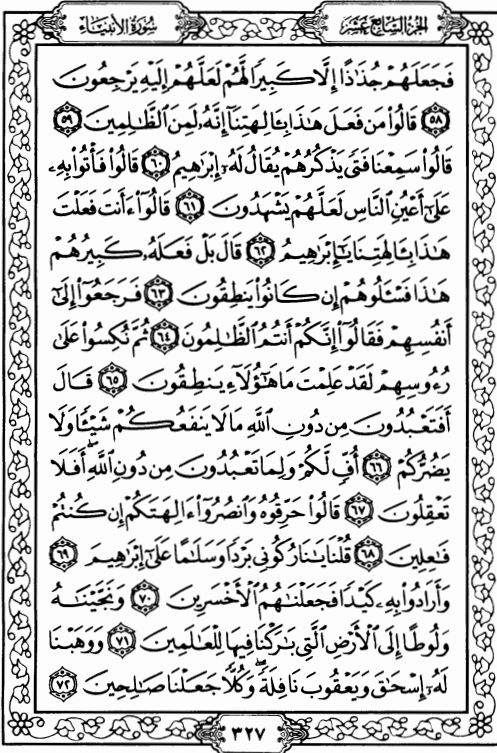 الجزء السابع عشر
سورة الأنبياء
فَجَعَلَهُمْ جُذَٰذًا إِلَّا كَبِيرًا لَّهُمْ لَعَلَّهُمْ إِلَيْهِ يَرْجِعُونَ
﴿٥٨﴾ قَالُوا۟ مَن فَعَلَ هَٰذَا بِـَٔالِهَتِنَآ إِنَّهُۥ لَمِنَ ٱلظَّٰلِمِينَ ﴿٥٩﴾
قَالُوا۟ سَمِعْنَا فَتًى يَذْكُرُهُمْ يُقَالُ لَهُۥٓ إِبْرَٰهِيمُ ﴿٦٠﴾ قَالُوا۟ فَأْتُوا۟ بِهِۦ
عَلَىٰٓ أَعْيُنِ ٱلنَّاسِ لَعَلَّهُمْ يَشْهَدُونَ ﴿٦١﴾ قَالُوٓا۟ ءَأَنتَ فَعَلْتَ
هَٰذَا بِـَٔالِهَتِنَا يَٰٓإِبْرَٰهِيمُ ﴿٦٢﴾ قَالَ بَلْ فَعَلَهُۥ كَبِيرُهُمْ
هَٰذَا فَسْـَٔلُوهُمْ إِن كَانُوا۟ يَنطِقُونَ ﴿٦٣﴾ فَرَجَعُوٓا۟ إِلَىٰٓ
أَنفُسِهِمْ فَقَالُوٓا۟ إِنَّكُمْ أَنتُمُ ٱلظَّٰلِمُونَ ﴿٦٤﴾ ثُمَّ نُكِسُوا۟ عَلَىٰ
رُءُوسِهِمْ لَقَدْ عَلِمْتَ مَا هَٰٓؤُلَآءِ يَنطِقُونَ ﴿٦٥﴾ قَالَ
أَفَتَعْبُدُونَ مِن دُونِ ٱللَّهِ مَا لَا يَنفَعُكُمْ شَيْـًٔا وَلَا
يَضُرُّكُمْ ﴿٦٦﴾ أُفٍّ لَّكُمْ وَلِمَا تَعْبُدُونَ مِن دُونِ ٱللَّهِ ۖ أَفَلَا
تَعْقِلُونَ ﴿٦٧﴾ قَالُوا۟ حَرِّقُوهُ وَٱنصُرُوٓا۟ ءَالِهَتَكُمْ إِن كُنتُمْ
فَٰعِلِينَ ﴿٦٨﴾ قُلْنَا يَٰنَارُ كُونِى بَرْدًا وَسَلَٰمًا عَلَىٰٓ إِبْرَٰهِيمَ ﴿٦٩﴾
وَأَرَادُوا۟ بِهِۦ كَيْدًا فَجَعَلْنَٰهُمُ ٱلْأَخْسَرِينَ ﴿٧٠﴾ وَنَجَّيْنَٰهُ
وَلُوطًا إِلَى ٱلْأَرْضِ ٱلَّتِى بَٰرَكْنَا فِيهَا لِلْعَٰلَمِينَ ﴿٧١﴾ وَوَهَبْنَا
لَهُۥٓ إِسْحَٰقَ وَيَعْقُوبَ نَافِلَةً ۖ وَكُلًّا جَعَلْنَا صَٰلِحِينَ ﴿٧٢﴾
٣٢٧